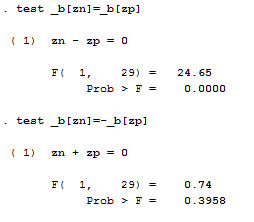 . test _b[zn]=_b[zp]
( 1) zn - zp = 0
F( 1, 29) = 24.65
Prob > F = 0.0000
. test _b[zn]=-_b[zp]
( 1) zn + zp = 0
F( 1, 29) = 0.74
Prob > F = 0.3958